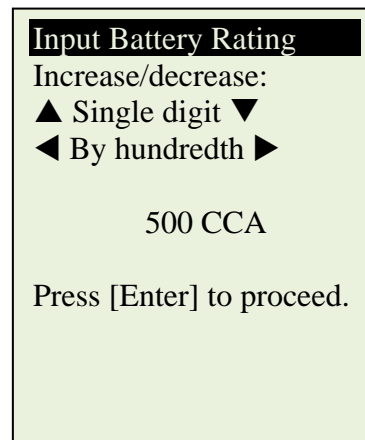 Input Battery Rating
Increase/decrease:
▲ Single digit ▼
◄ By hundredth ►
500 CCA
Press [Enter] to proceed.